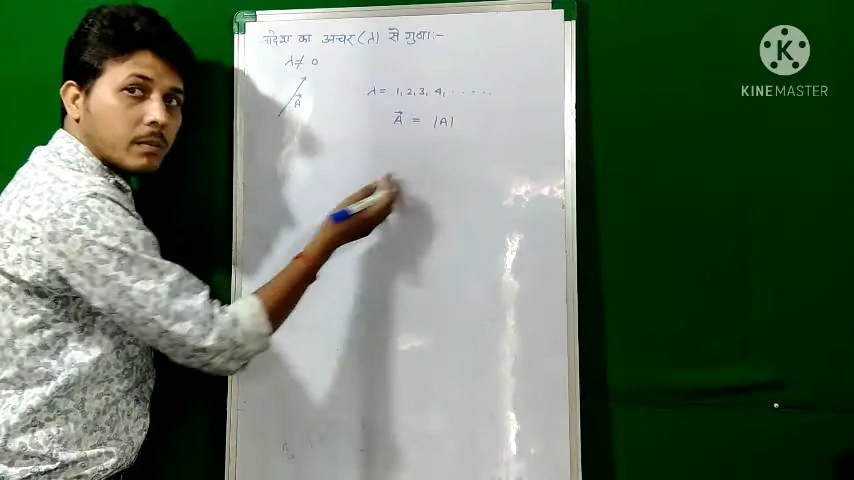 सदिश का अचर (λ) से गुणा:-
λ ≠ 0
λ = 1, 2, 3, 4, . . . . .
A⃗
A⃗ = |A|
KINEMASTER